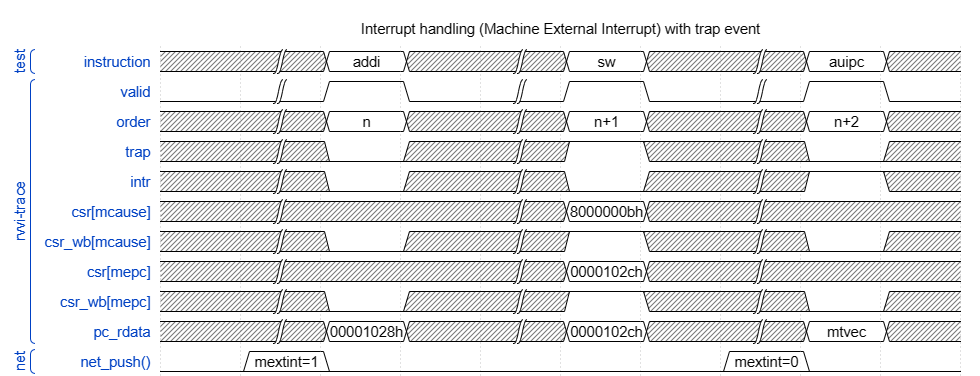 Interrupt handling (Machine External Interrupt) with trap event
test
instruction addi sw auipc
rvvi-trace
valid
order n n+1 n+2
trap
intr
csr[mcause] 8000000bh
csr_wb[mcause]
csr[mepc] 0000102ch
csr_wb[mepc]
pc_rdata 00001028h 0000102ch mtvec
net
net_push() mextint=1 mextint=0